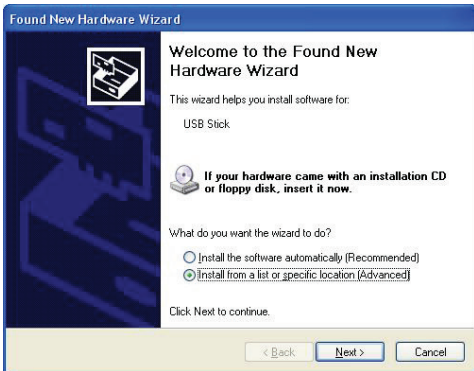 Found New Hardware Wizard
Welcome to the Found New
Hardware Wizard
This wizard helps you install software for:
USB Stick
If your hardware came with an installation CD
or floppy disk, insert it now.
What do you want the wizard to do?
Install the software automatically (Recommended)
Install from a list or specific location (Advanced)
Click Next to continue.
< Back Next > Cancel